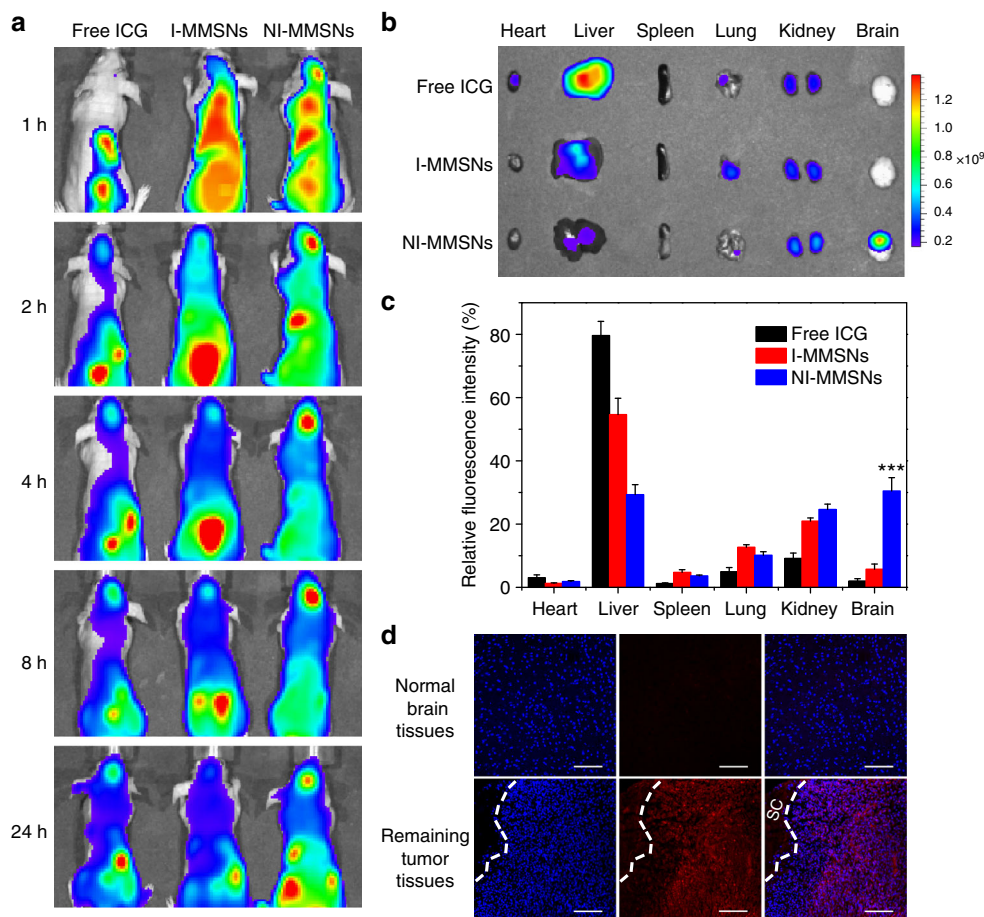 a
Free ICG I-MMSNs NI-MMSNs
1 h
2 h
4 h
8 h
24 h
b
Heart Liver Spleen Lung Kidney Brain
Free ICG
I-MMSNs
NI-MMSNs
1.2
1.0
0.8
×10⁹
0.6
0.4
0.2
c
Relative fluorescence intensity (%)
80
60
40
20
0
Free ICG
I-MMSNs
NI-MMSNs
***
Heart Liver Spleen Lung Kidney Brain
d
Normal
brain
tissues
Remaining
tumor
tissues
SC